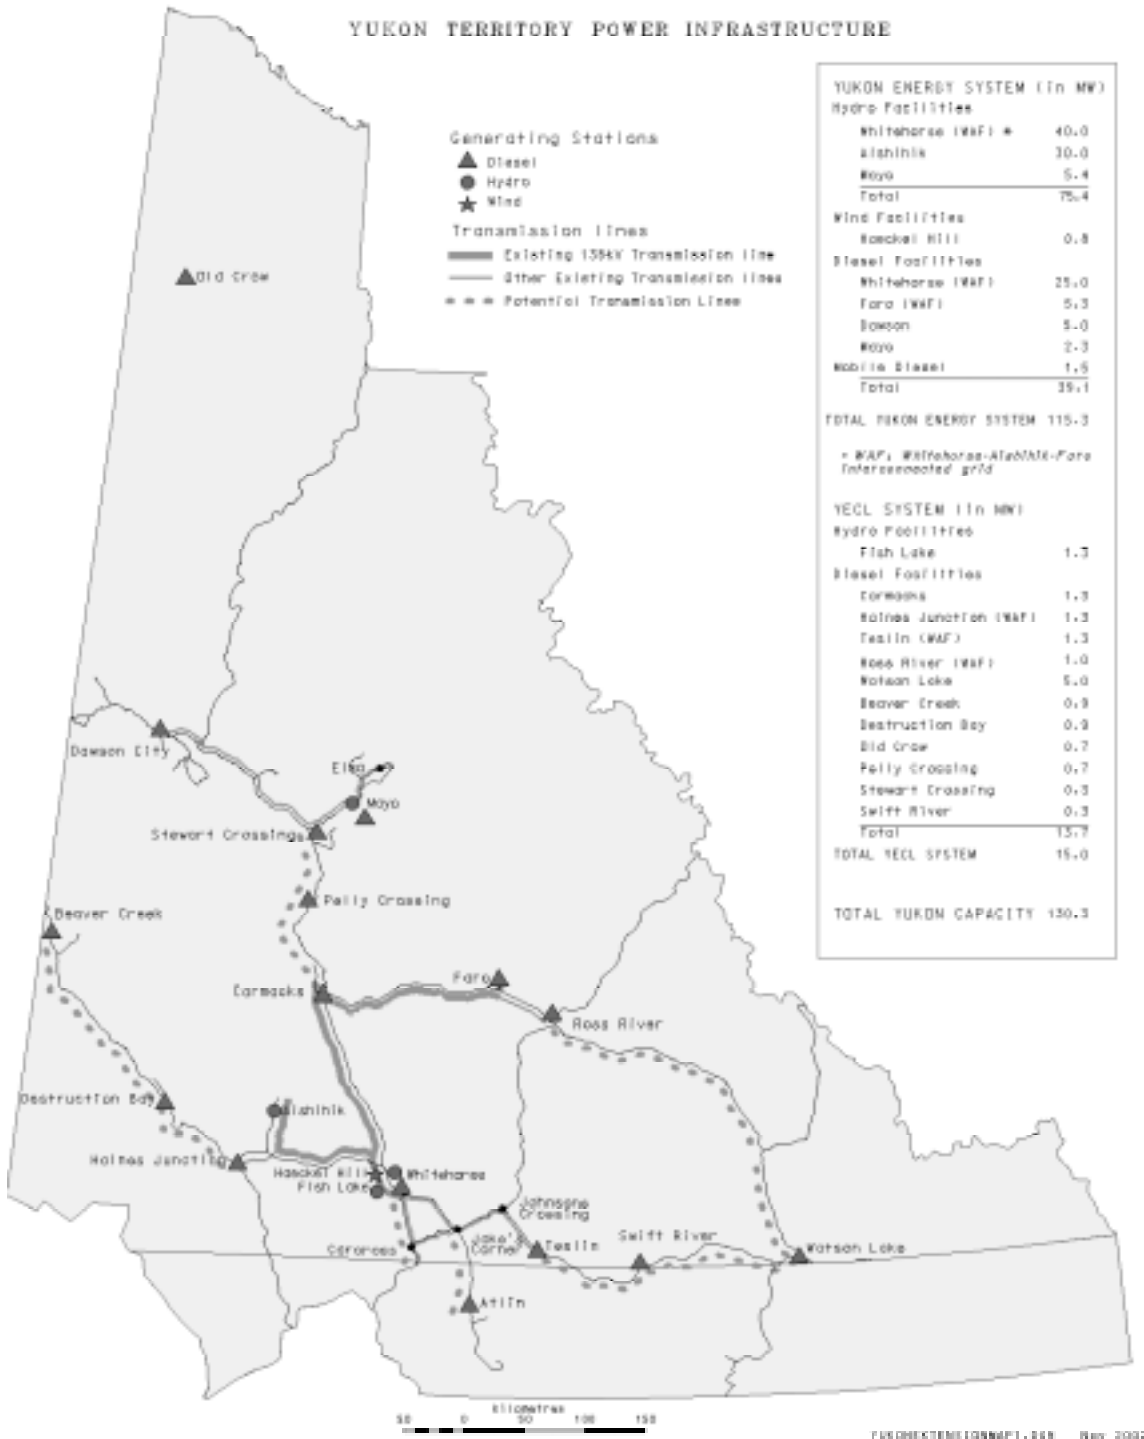 YUKON TERRITORY POWER INFRASTRUCTURE
Generating Stations
Diesel
Hydro
Wind
Transmission lines
Existing 138kV Transmission line
Other Existing Transmission lines
Potential Transmission Lines
YUKON ENERGY SYSTEM (in MW)
Hydro Facilities
Whitehorse (WAF) * 40.0
Aishihik 30.0
Mayo 5.4
Total 75.4
Wind Facilities
Haeckel Hill 0.8
Diesel Facilities
Whitehorse (WAF) 25.0
Faro (WAF) 5.3
Dawson 5.0
Mayo 2.3
Mobile Diesel 1.5
Total 39.1
TOTAL YUKON ENERGY SYSTEM 115.3
* WAF: Whitehorse-Aishihik-Faro
interconnected grid
YECL SYSTEM (in MW)
Hydro Facilities
Fish Lake 1.3
Diesel Facilities
Carmacks 1.3
Haines Junction (WAF) 1.3
Teslin (WAF) 1.3
Ross River (WAF) 1.0
Watson Lake 5.0
Beaver Creek 0.9
Destruction Bay 0.9
Old Crow 0.7
Pelly Crossing 0.7
Stewart Crossing 0.3
Swift River 0.3
Total 13.7
TOTAL YECL SYSTEM 15.0
TOTAL YUKON CAPACITY 130.3
Old Crow
Dawson City
Elsa
Mayo
Stewart Crossing
Pelly Crossing
Beaver Creek
Faro
Carmacks
Ross River
Destruction Bay
Aishihik
Haines Junction
Haeckel Hill
Whitehorse
Fish Lake
Johnsons
Crossing
Jake's
Corner
Teslin
Swift River
Carcross
Watson Lake
Atlin
Kilometres
50 0 50 100 150
Nov 2002